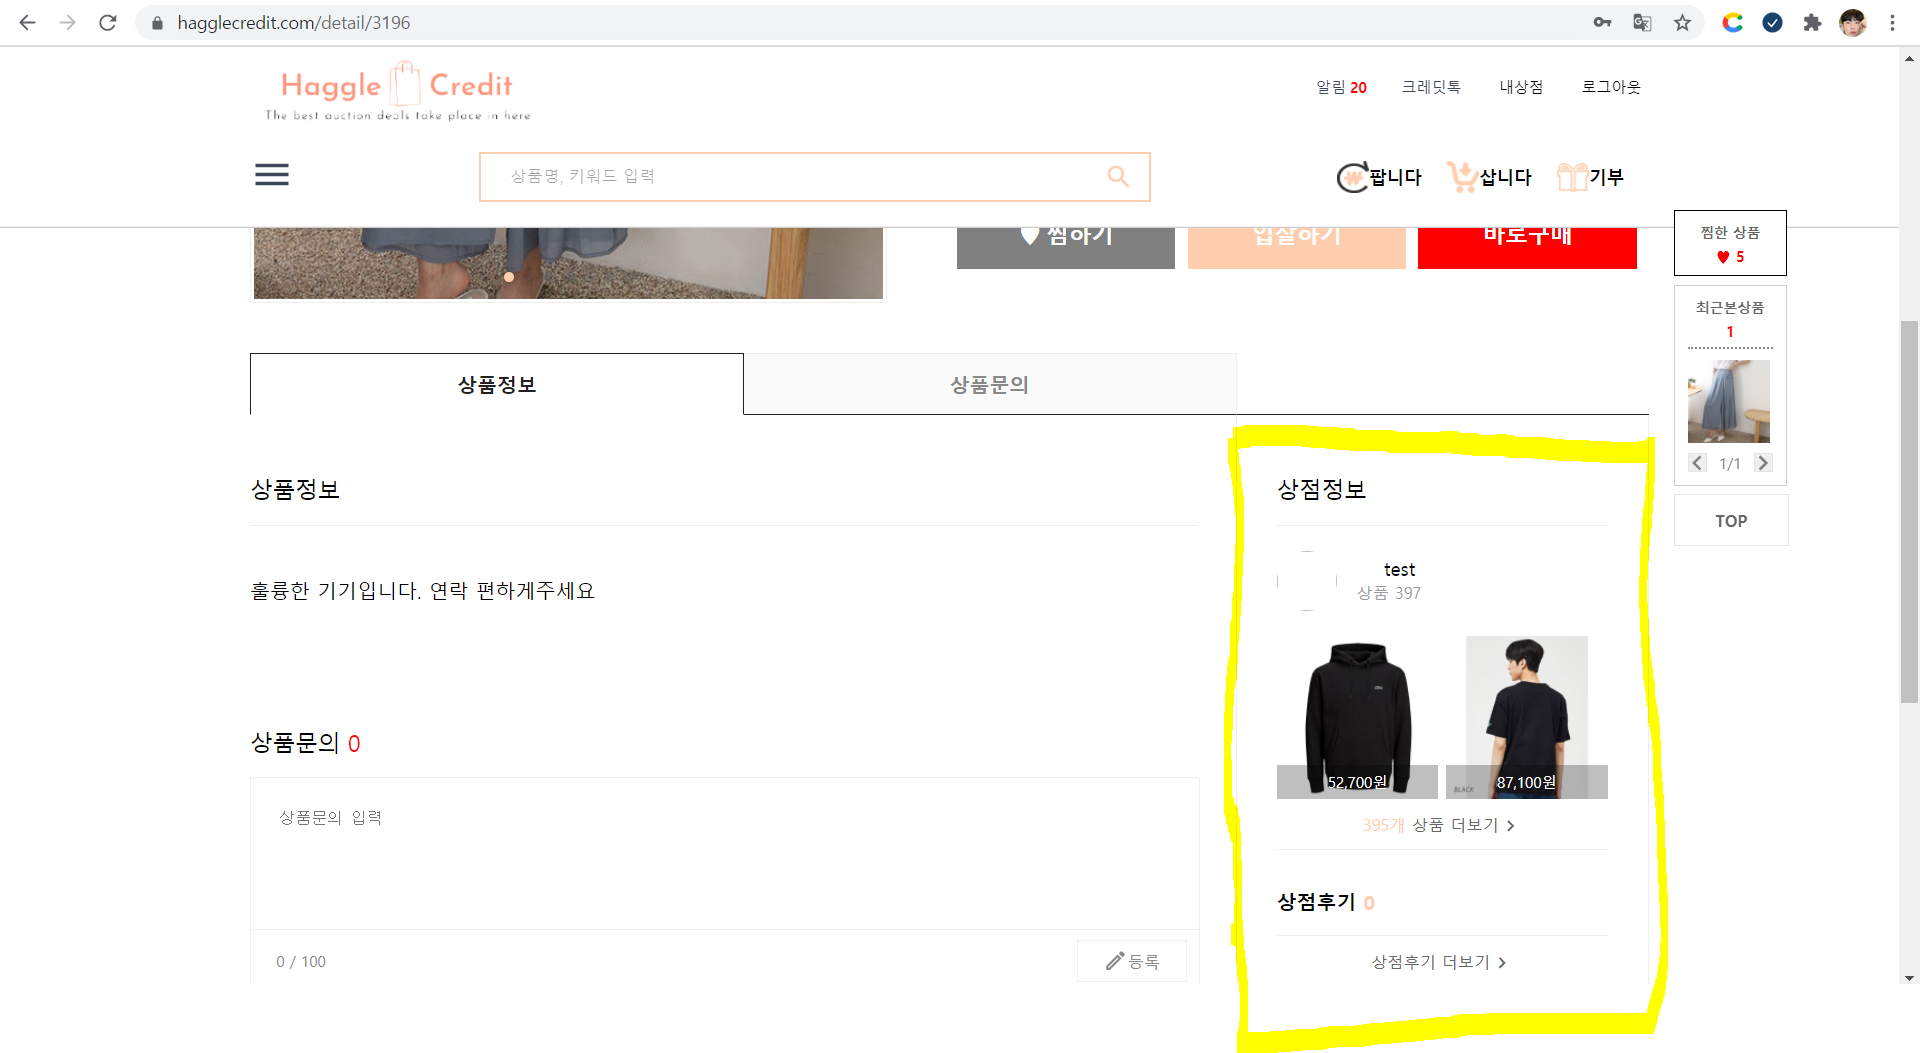 hagglecredit.com/detail/3196
Haggle Credit
The best auction deals take place in here
알림 20
크레딧톡
내상점
로그아웃
상품명, 키워드 입력
팝니다
삽니다
기부
찜하기
입찰하기
바로구매
찜한 상품
♥ 5
최근본상품
1
1/1
TOP
상품정보
상품문의
상품정보
훌륭한 기기입니다. 연락 편하게주세요
상품문의 0
상품문의 입력
0 / 100
등록
상점정보
test
상품 397
52,700원
BLACK
87,100원
395개 상품 더보기
상점후기 0
상점후기 더보기